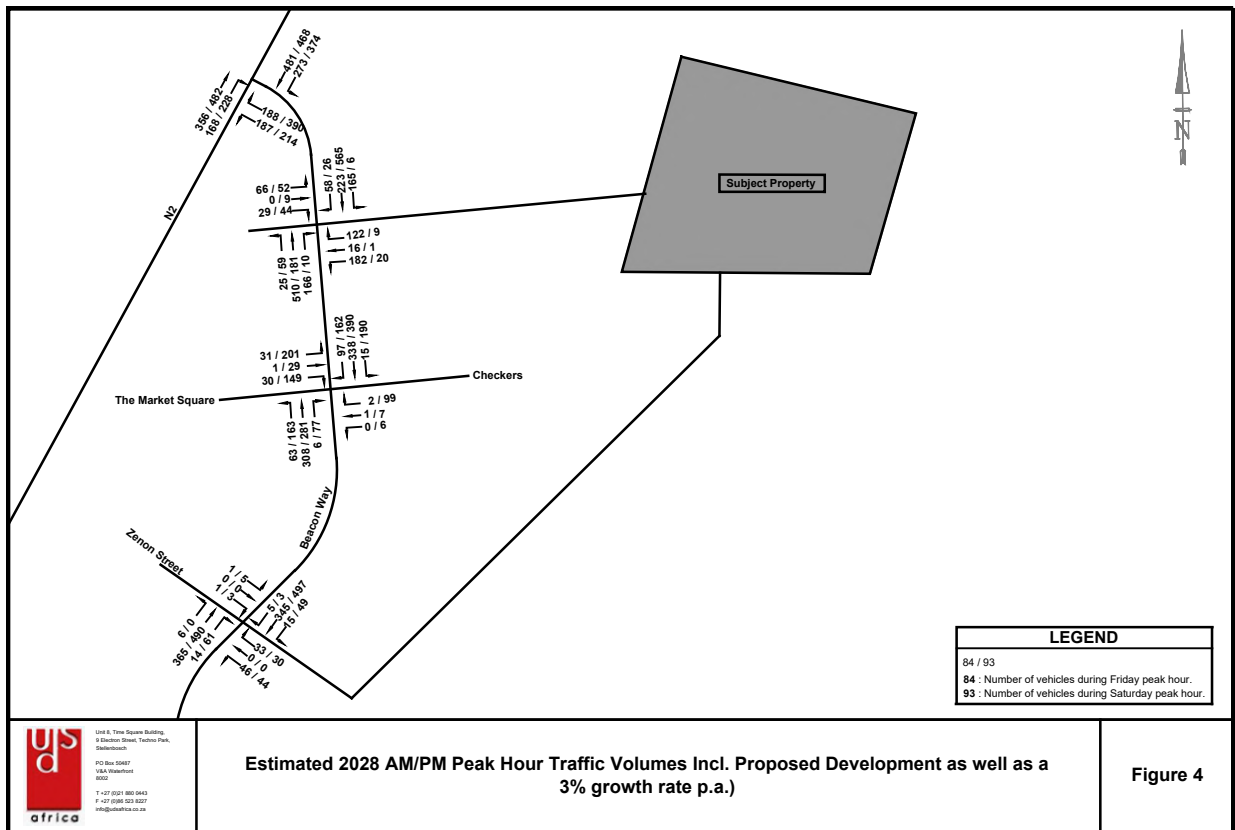 481 / 468
273 / 374
356 / 482
168 / 228
188 / 390
187 / 214
N2
N
Subject Property
66 / 52
0 / 9
29 / 44
58 / 26
223 / 565
165 / 6
122 / 9
16 / 1
182 / 20
25 / 59
510 / 181
166 / 10
31 / 201
1 / 29
30 / 149
97 / 162
338 / 390
15 / 190
The Market Square
Checkers
2 / 99
1 / 7
0 / 6
63 / 163
308 / 281
6 / 77
Beacon Way
Zenon Street
1 / 5
0 / 0
1 / 3
5 / 3
345 / 497
15 / 49
6 / 0
365 / 490
14 / 61
33 / 30
0 / 0
46 / 44
LEGEND
84 / 93
84 : Number of vehicles during Friday peak hour.
93 : Number of vehicles during Saturday peak hour.
uds
africa
Unit 8, Time Square Building,
9 Electron Street, Techno Park,
Stellenbosch
PO Box 50487
V&A Waterfront
8002
T +27 (0)21 880 0443
F +27 (0)86 523 8227
info@udsafrica.co.za
Estimated 2028 AM/PM Peak Hour Traffic Volumes Incl. Proposed Development as well as a
3% growth rate p.a.)
Figure 4